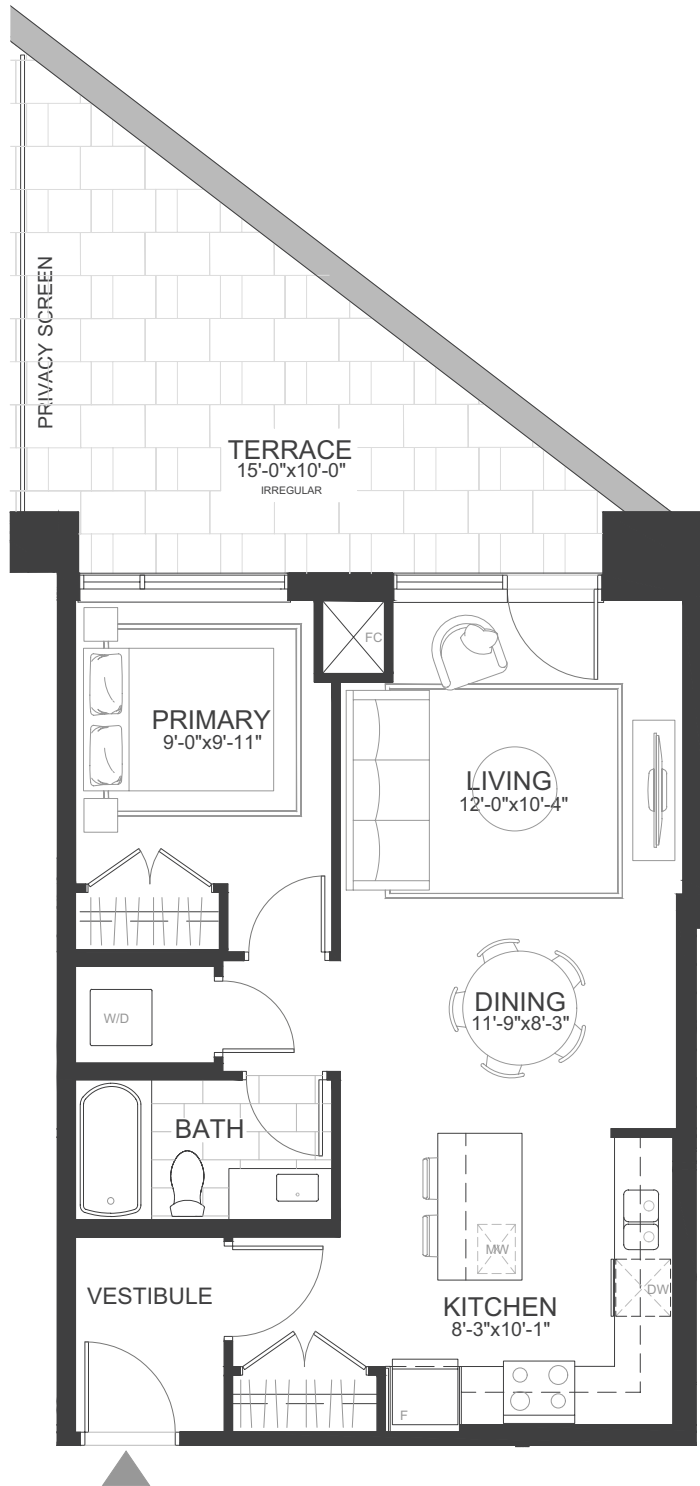 PRIVACY SCREEN
TERRACE
15'-0"x10'-0"
IRREGULAR
FC
PRIMARY
9'-0"x9'-11"
LIVING
12'-0"x10'-4"
W/D
DINING
11'-9"x8'-3"
BATH
MW
DW
VESTIBULE
KITCHEN
8'-3"x10'-1"
F